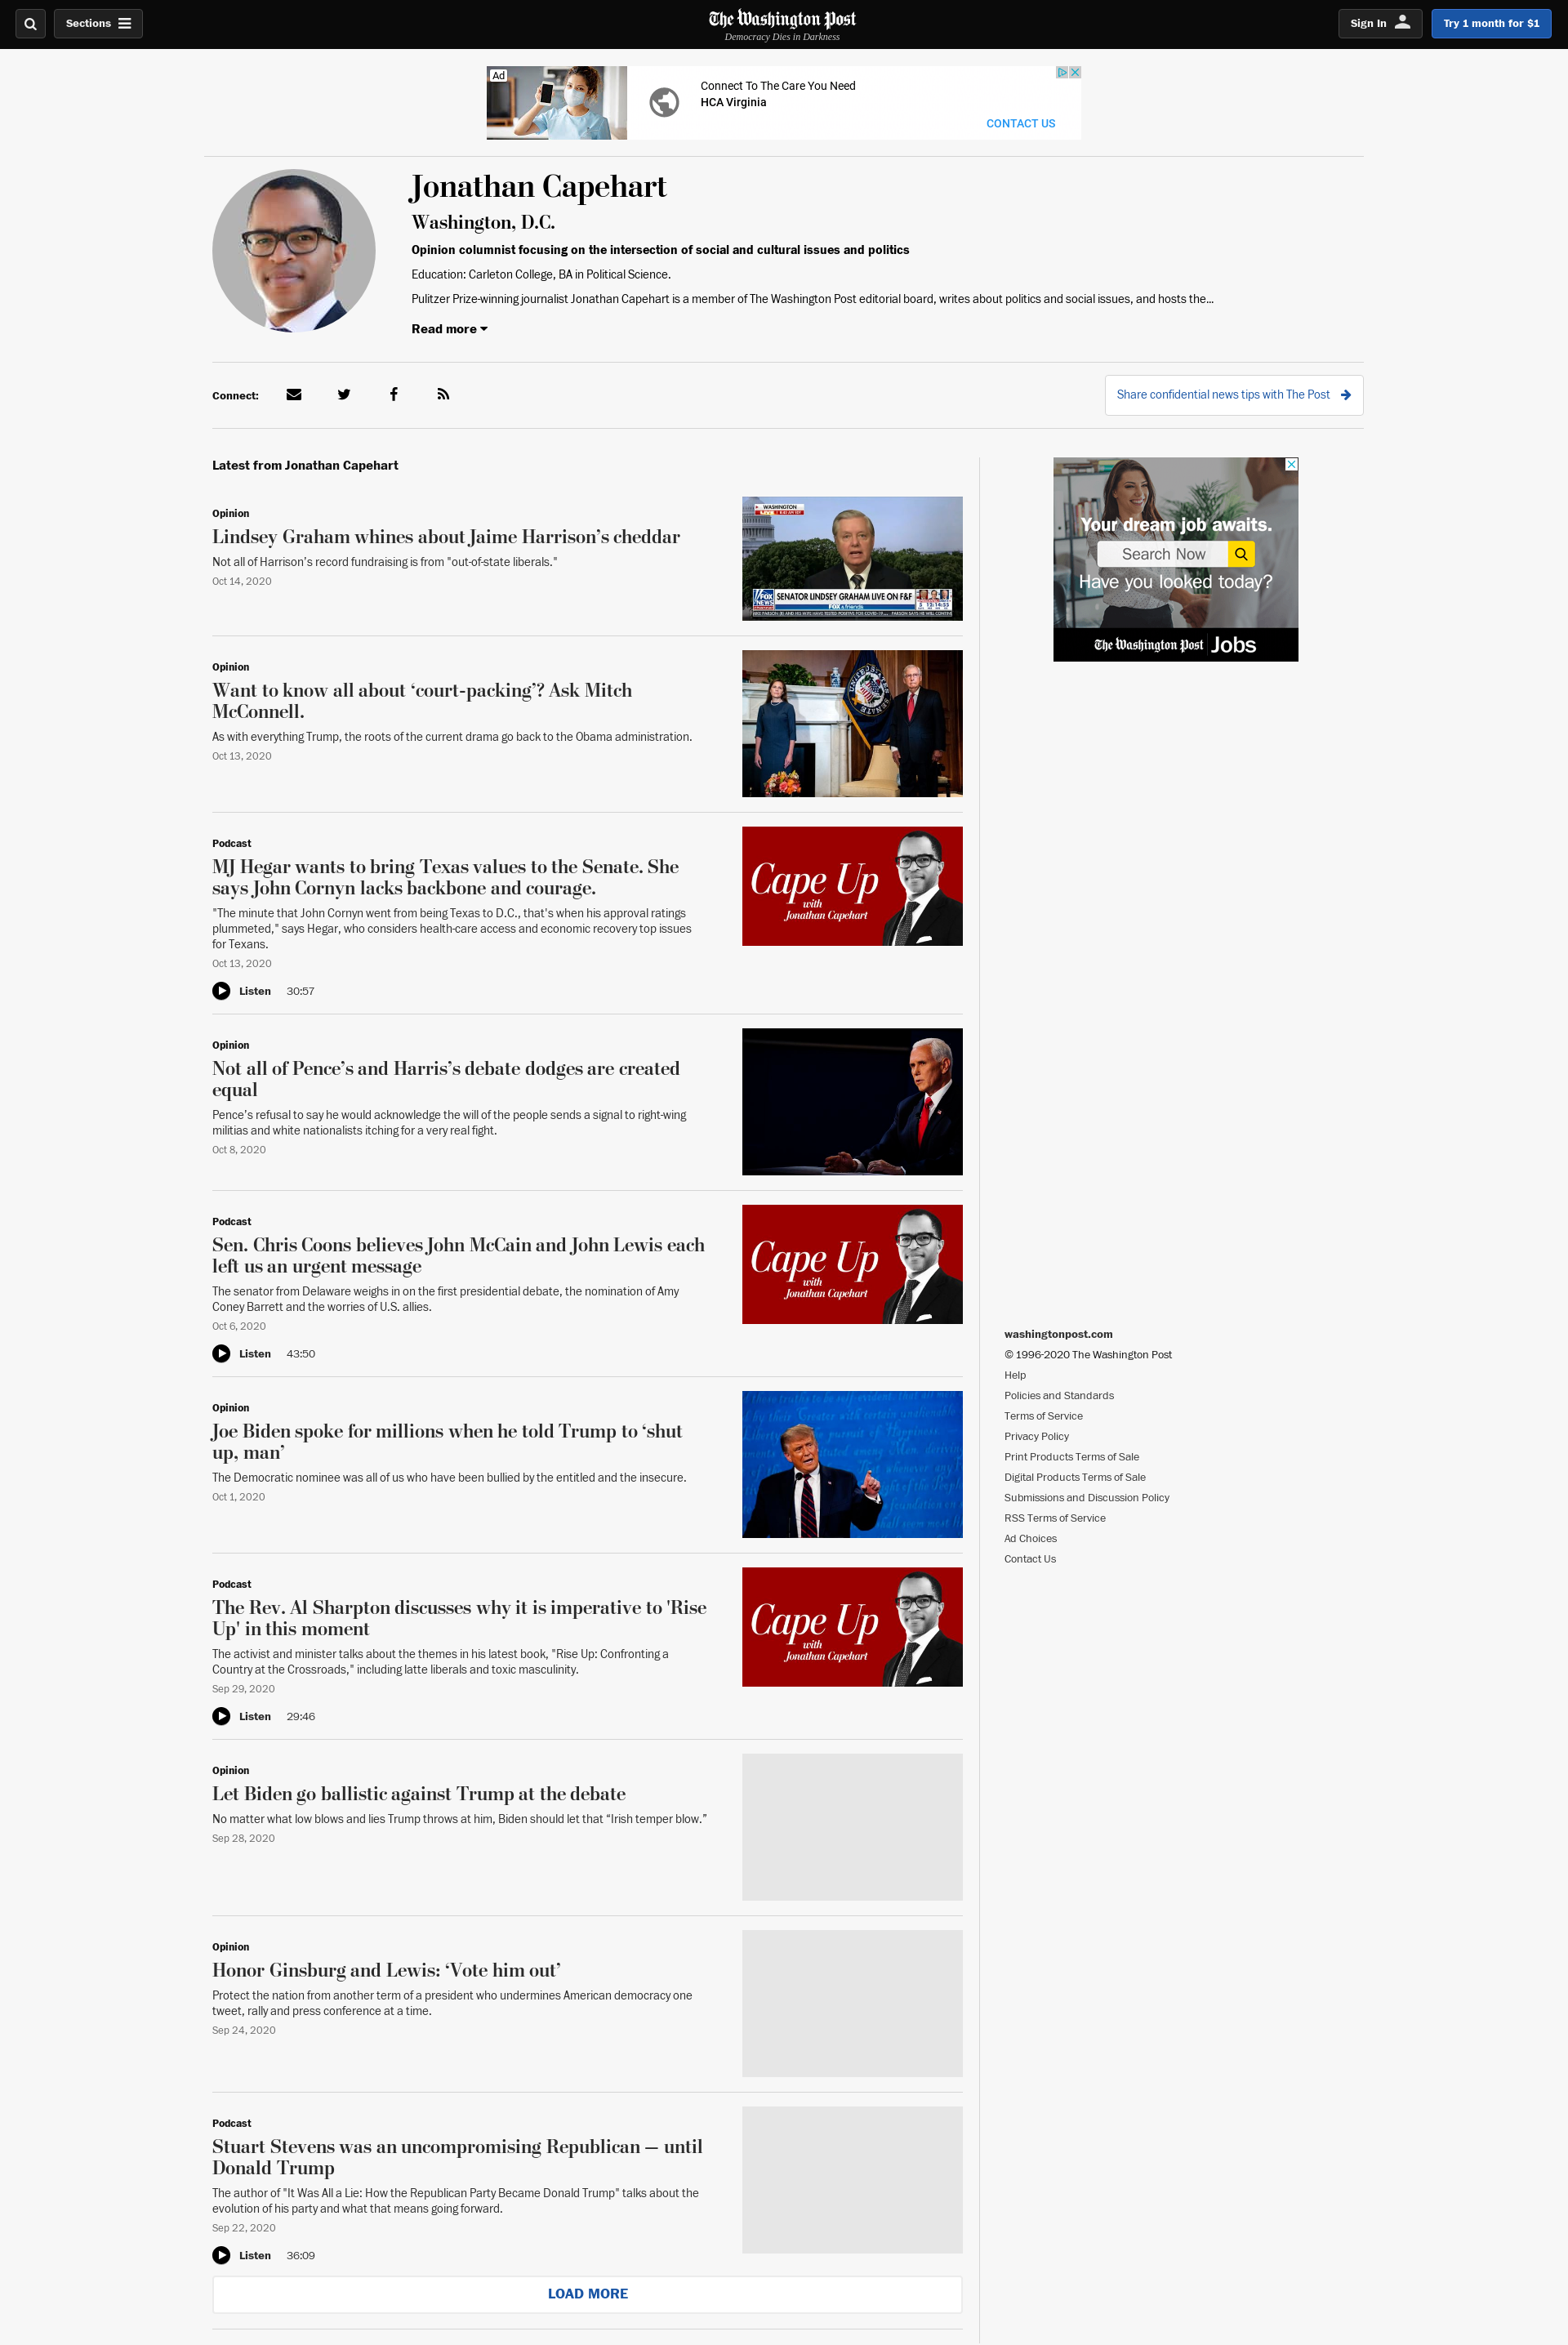 Sections
The Washington Post
Democracy Dies in Darkness
Sign In
Try 1 month for $1
Ad
Connect To The Care You Need
HCA Virginia
CONTACT US
Jonathan Capehart
Washington, D.C.
Opinion columnist focusing on the intersection of social and cultural issues and politics
Education: Carleton College, BA in Political Science.
Pulitzer Prize-winning journalist Jonathan Capehart is a member of The Washington Post editorial board, writes about politics and social issues, and hosts the...
Read more
Connect:
Share confidential news tips with The Post
Latest from Jonathan Capehart
Opinion
Lindsey Graham whines about Jaime Harrison’s cheddar
Not all of Harrison’s record fundraising is from "out-of-state liberals."
Oct 14, 2020
WASHINGTON
SENATOR LINDSEY GRAHAM LIVE ON F&F
FOX NEWS
FOX & friends
Opinion
Want to know all about ‘court-packing’? Ask Mitch
McConnell.
As with everything Trump, the roots of the current drama go back to the Obama administration.
Oct 13, 2020
Podcast
MJ Hegar wants to bring Texas values to the Senate. She
says John Cornyn lacks backbone and courage.
"The minute that John Cornyn went from being Texas to D.C., that's when his approval ratings
plummeted," says Hegar, who considers health-care access and economic recovery top issues
for Texans.
Oct 13, 2020
Listen 30:57
Cape Up
with
Jonathan Capehart
Opinion
Not all of Pence’s and Harris’s debate dodges are created
equal
Pence’s refusal to say he would acknowledge the will of the people sends a signal to right-wing
militias and white nationalists itching for a very real fight.
Oct 8, 2020
Podcast
Sen. Chris Coons believes John McCain and John Lewis each
left us an urgent message
The senator from Delaware weighs in on the first presidential debate, the nomination of Amy
Coney Barrett and the worries of U.S. allies.
Oct 6, 2020
Listen 43:50
Cape Up
with
Jonathan Capehart
Opinion
Joe Biden spoke for millions when he told Trump to ‘shut
up, man’
The Democratic nominee was all of us who have been bullied by the entitled and the insecure.
Oct 1, 2020
Podcast
The Rev. Al Sharpton discusses why it is imperative to 'Rise
Up' in this moment
The activist and minister talks about the themes in his latest book, "Rise Up: Confronting a
Country at the Crossroads," including latte liberals and toxic masculinity.
Sep 29, 2020
Listen 29:46
Cape Up
with
Jonathan Capehart
Opinion
Let Biden go ballistic against Trump at the debate
No matter what low blows and lies Trump throws at him, Biden should let that “Irish temper blow.”
Sep 28, 2020
Opinion
Honor Ginsburg and Lewis: ‘Vote him out’
Protect the nation from another term of a president who undermines American democracy one
tweet, rally and press conference at a time.
Sep 24, 2020
Podcast
Stuart Stevens was an uncompromising Republican — until
Donald Trump
The author of "It Was All a Lie: How the Republican Party Became Donald Trump" talks about the
evolution of his party and what that means going forward.
Sep 22, 2020
Listen 36:09
LOAD MORE
Your dream job awaits.
Search Now
Have you looked today?
The Washington Post Jobs
washingtonpost.com
© 1996-2020 The Washington Post
Help
Policies and Standards
Terms of Service
Privacy Policy
Print Products Terms of Sale
Digital Products Terms of Sale
Submissions and Discussion Policy
RSS Terms of Service
Ad Choices
Contact Us